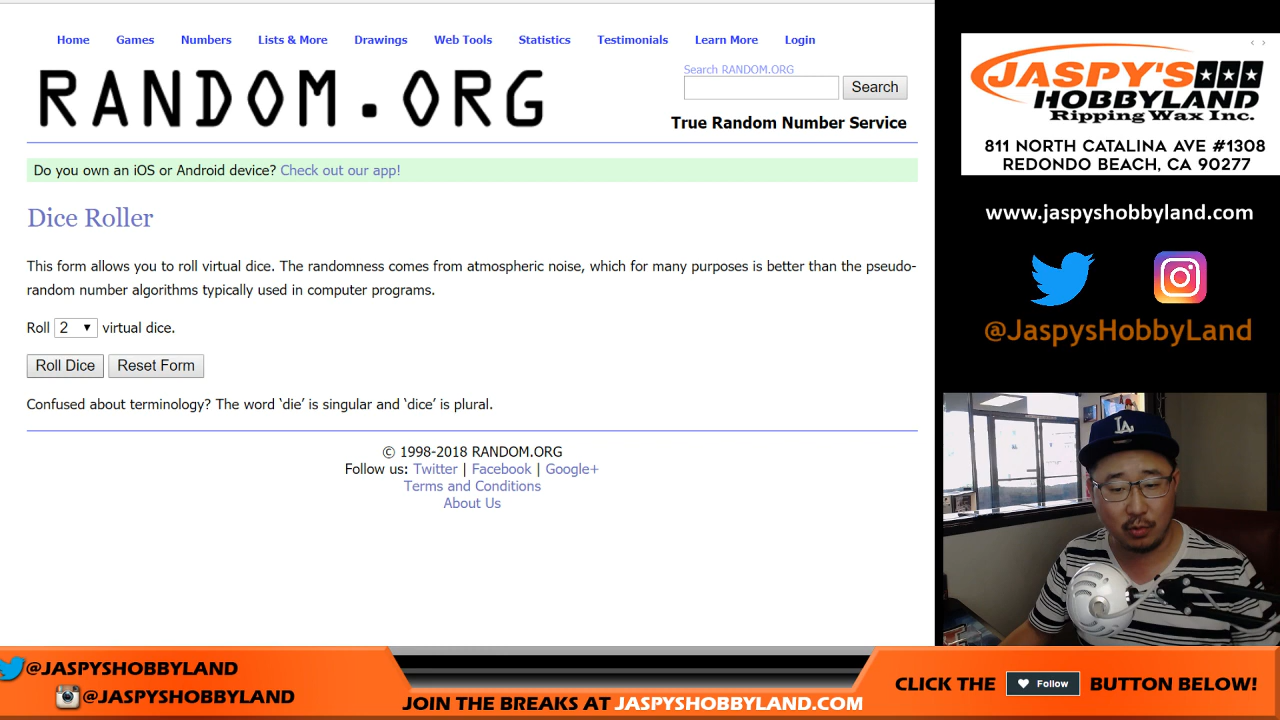 Home Games Numbers Lists & More Drawings Web Tools Statistics Testimonials Learn More Login
RANDOM.ORG
Search RANDOM.ORG
Search
True Random Number Service
Do you own an iOS or Android device? Check out our app!
Dice Roller
This form allows you to roll virtual dice. The randomness comes from atmospheric noise, which for many purposes is better than the pseudo-
random number algorithms typically used in computer programs.
Roll 2 virtual dice.
Roll Dice Reset Form
Confused about terminology? The word ‘die’ is singular and ‘dice’ is plural.
© 1998-2018 RANDOM.ORG
Follow us: Twitter | Facebook | Google+
Terms and Conditions
About Us
JASPY'S
HOBBYLAND
Ripping Wax Inc.
811 NORTH CATALINA AVE #1308
REDONDO BEACH, CA 90277
www.jaspyshobbyland.com
@JaspysHobbyLand
LA
@JASPYSHOBBYLAND
@JASPYSHOBBYLAND
JOIN THE BREAKS AT JASPYSHOBBYLAND.COM
CLICK THE Follow BUTTON BELOW!